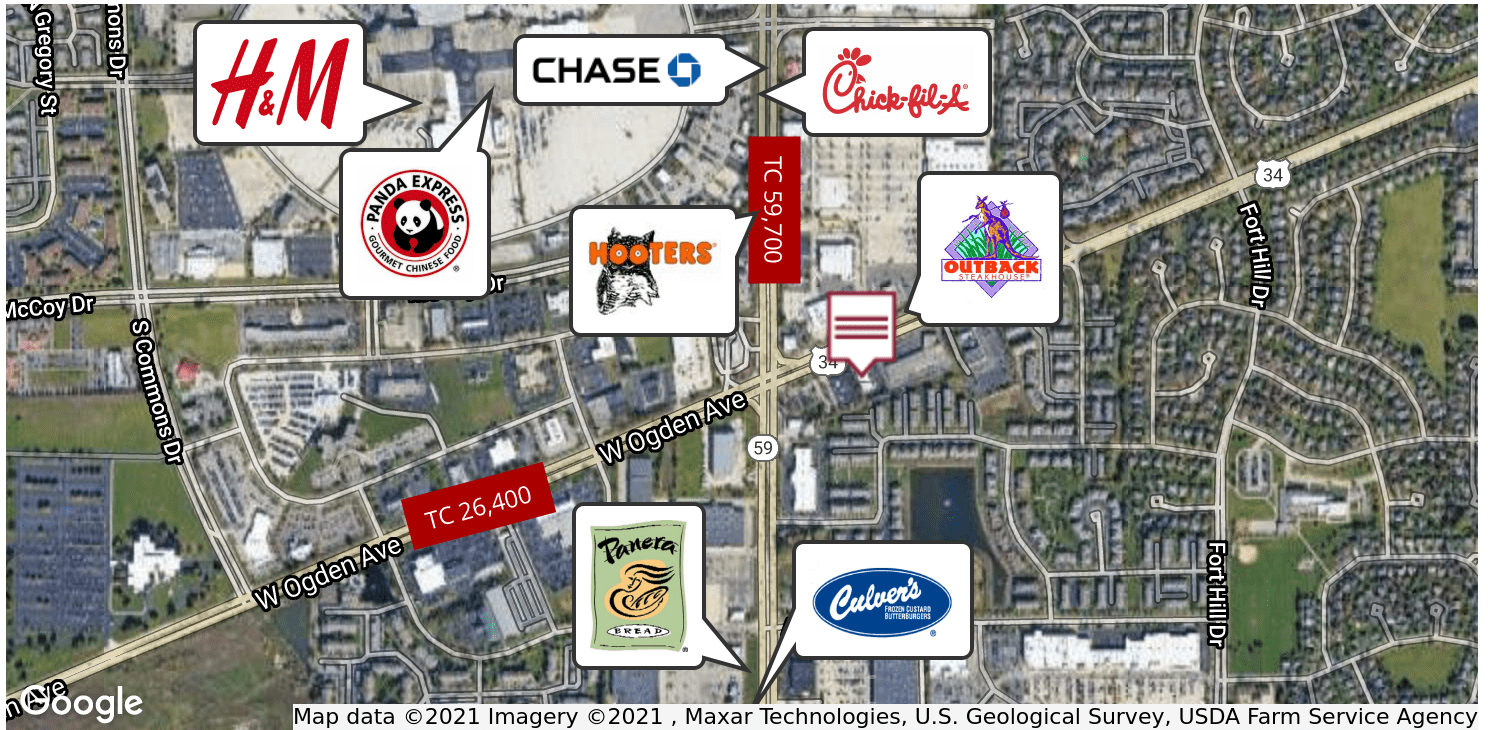 Gregory St
mons Dr
H&M
CHASE
Chick-fil-A
PANDA EXPRESS
GOURMET CHINESE FOOD
TC 59,700
HOOTERS
OUTBACK
STEAKHOUSE
34
Fort Hill Dr
McCoy Dr
Dr
S Commons Dr
34
W Ogden Ave
59
TC 26,400
W Ogden Ave
Panera
BREAD
Culver's
FROZEN CUSTARD
BUTTERBURGERS
Fort Hill Dr
n Ave
Google
Map data ©2021 Imagery ©2021 , Maxar Technologies, U.S. Geological Survey, USDA Farm Service Agency